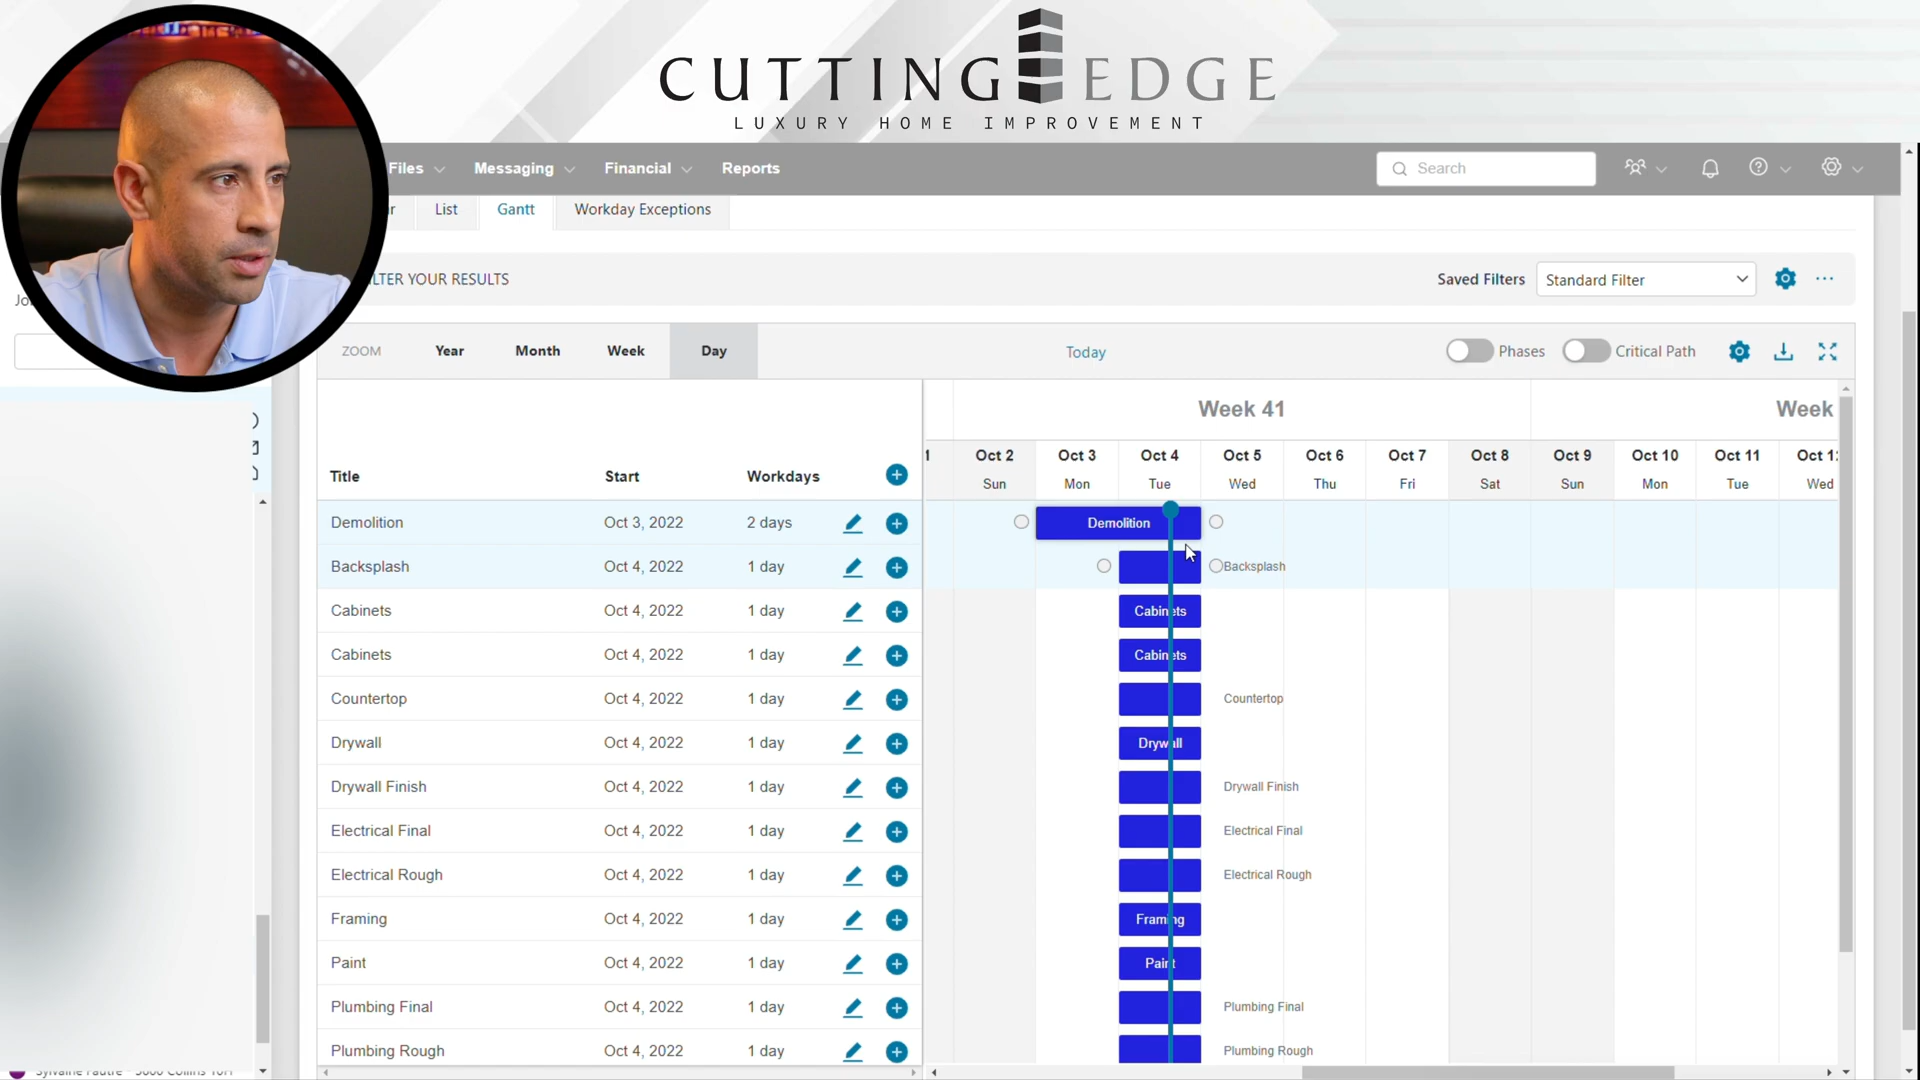 CUTTING EDGE
LUXURY HOME IMPROVEMENT
Files Messaging Financial Reports Search
List Gantt Workday Exceptions
YOUR RESULTS Saved Filters Standard Filter
ZOOM Year Month Week Day Today Phases Critical Path
Week 41 Week
Oct 2 Oct 3 Oct 4 Oct 5 Oct 6 Oct 7 Oct 8 Oct 9 Oct 10 Oct 11
Title Start Workdays Sun Mon Tue Wed Thu Fri Sat Sun Mon Tue Wed
Demolition Oct 3, 2022 2 days Demolition
Backsplash Oct 4, 2022 1 day Backsplash
Cabinets Oct 4, 2022 1 day Cabinets
Cabinets Oct 4, 2022 1 day Cabinets
Countertop Oct 4, 2022 1 day Countertop
Drywall Oct 4, 2022 1 day Drywall
Drywall Finish Oct 4, 2022 1 day Drywall Finish
Electrical Final Oct 4, 2022 1 day Electrical Final
Electrical Rough Oct 4, 2022 1 day Electrical Rough
Framing Oct 4, 2022 1 day Framing
Paint Oct 4, 2022 1 day Paint
Plumbing Final Oct 4, 2022 1 day Plumbing Final
Plumbing Rough Oct 4, 2022 1 day Plumbing Rough